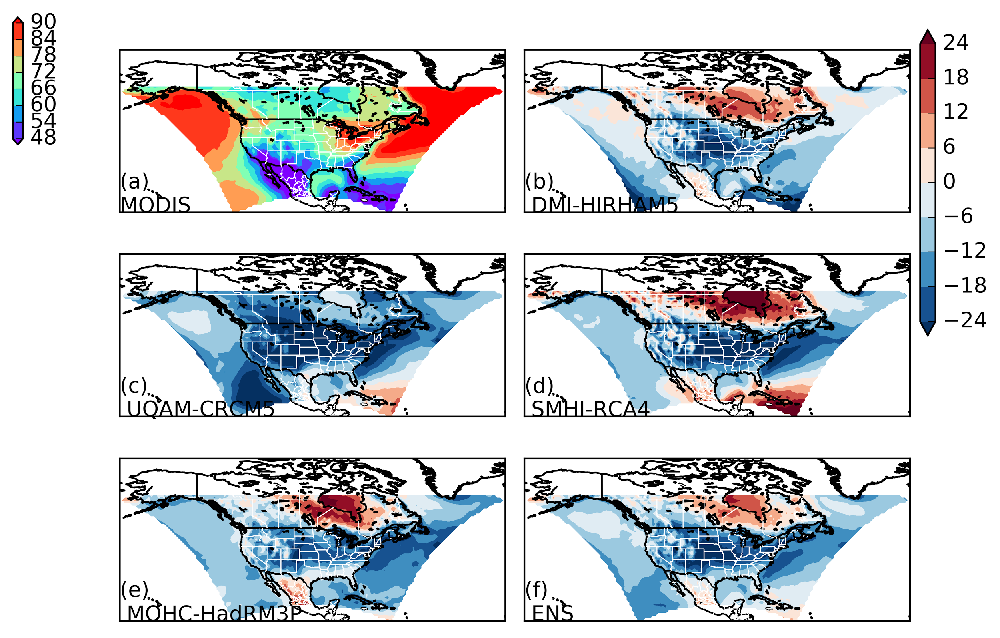 90
84
78
72
66
60
54
48
(a)
MODIS
(b)
DMI-HIRHAM5
24
18
12
6
0
−6
−12
−18
−24
(c)
UQAM-CRCM5
(d)
SMHI-RCA4
(e)
MOHC-HadRM3P
(f)
ENS